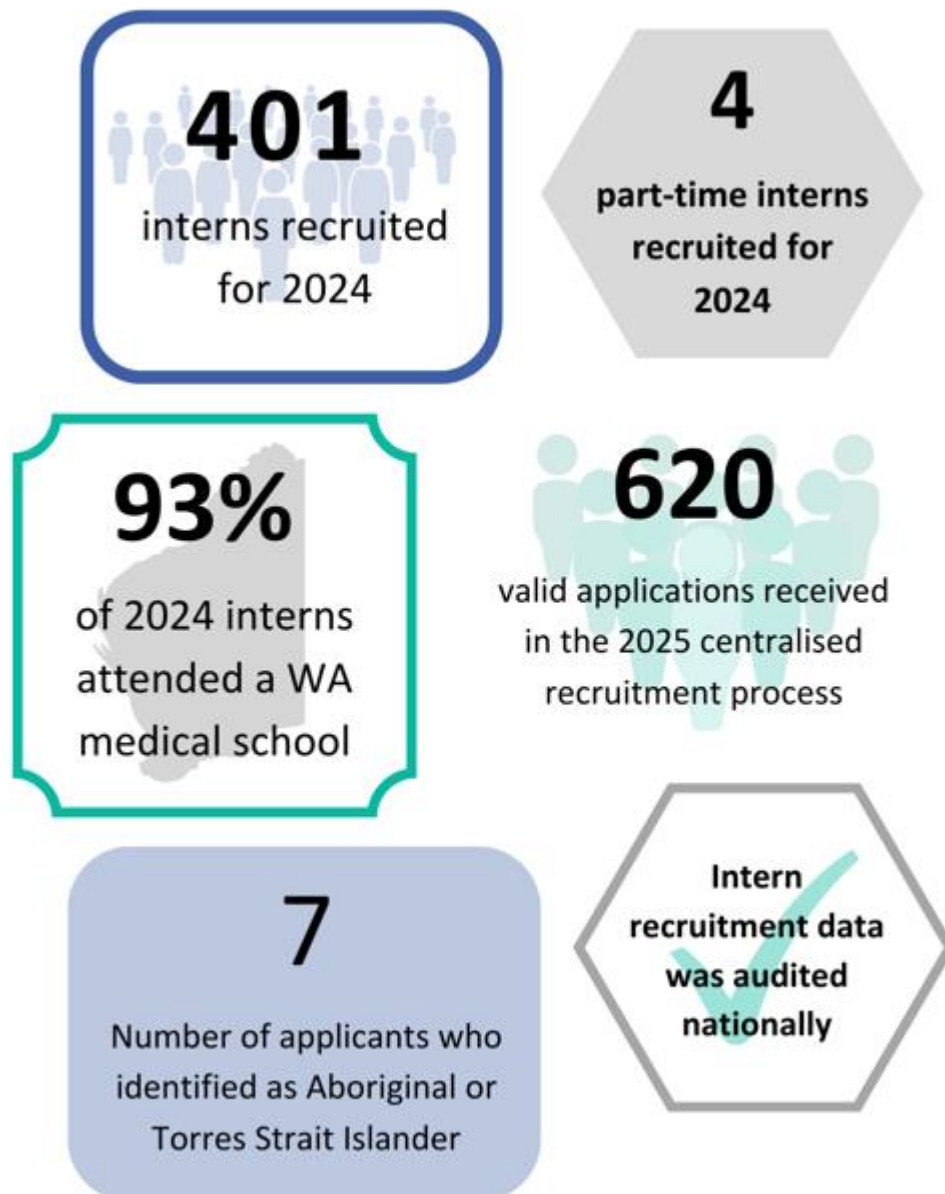 401
interns recruited
for 2024
4
part-time interns
recruited for
2024
93%
of 2024 interns
attended a WA
medical school
620
valid applications received
in the 2025 centralised
recruitment process
7
Number of applicants who
identified as Aboriginal or
Torres Strait Islander
Intern
recruitment data
was audited
nationally